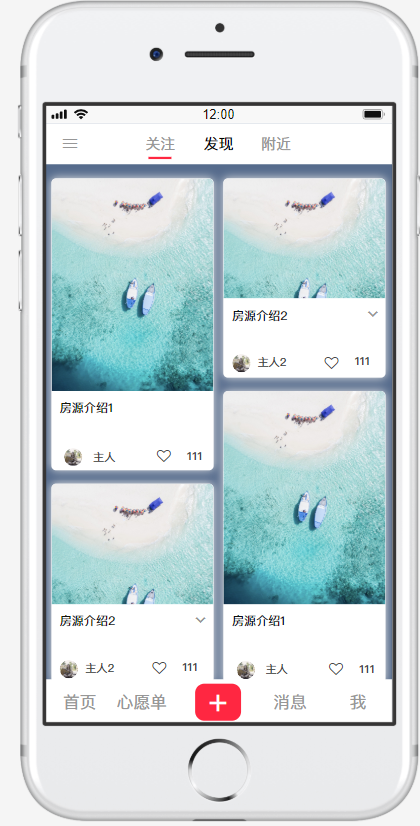 12:00
关注 发现 附近
房源介绍1
主人 111
房源介绍2
主人2 111
房源介绍2
主人2 111
房源介绍1
主人 111
首页 心愿单 + 消息 我